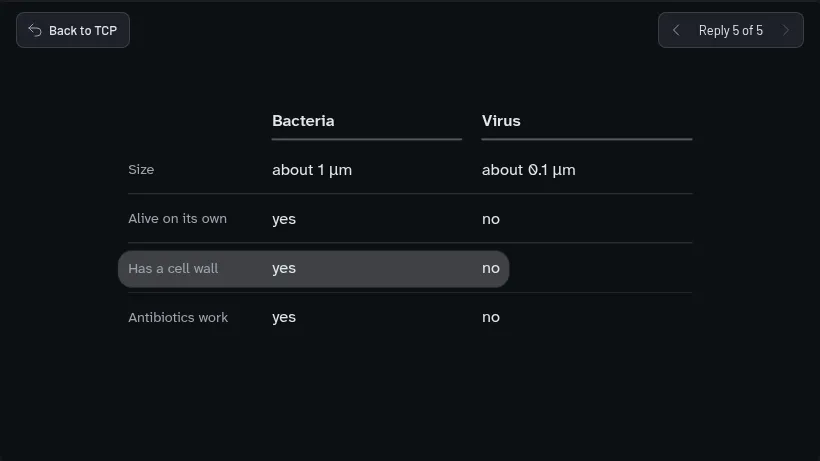 Back to TCP
Reply 5 of 5
Bacteria Virus
Size about 1 µm about 0.1 µm
Alive on its own yes no
Has a cell wall yes no
Antibiotics work yes no